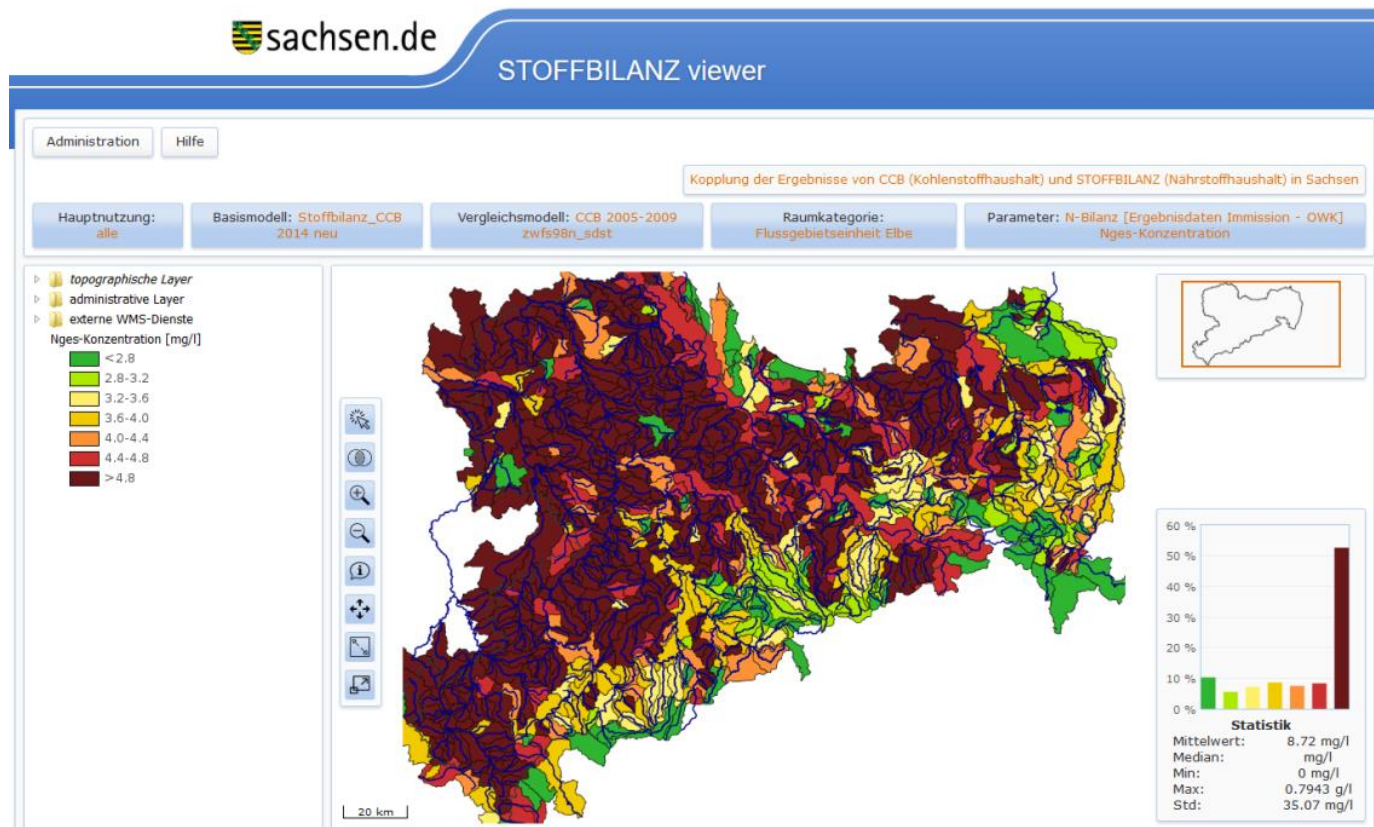 sachsen.de
STOFFBILANZ viewer
Administration
Hilfe
Kopplung der Ergebnisse von CCB (Kohlenstoffhaushalt) und STOFFBILANZ (Nährstoffhaushalt) in Sachsen
Hauptnutzung:
alle
Basismodell: Stoffbilanz_CCB
2014 neu
Vergleichsmodell: CCB 2005-2009
zwfs98n_sdst
Raumkategorie:
Flussgebietseinheit Elbe
Parameter: N-Bilanz [Ergebnisdaten Immission - OWK]
Nges-Konzentration
topographische Layer
administrative Layer
externe WMS-Dienste
Nges-Konzentration [mg/l]
<2.8
2.8-3.2
3.2-3.6
3.6-4.0
4.0-4.4
4.4-4.8
>4.8
20 km
60 %
50 %
40 %
30 %
20 %
10 %
0 %
Statistik
Mittelwert: 8.72 mg/l
Median: mg/l
Min: 0 mg/l
Max: 0.7943 g/l
Std: 35.07 mg/l